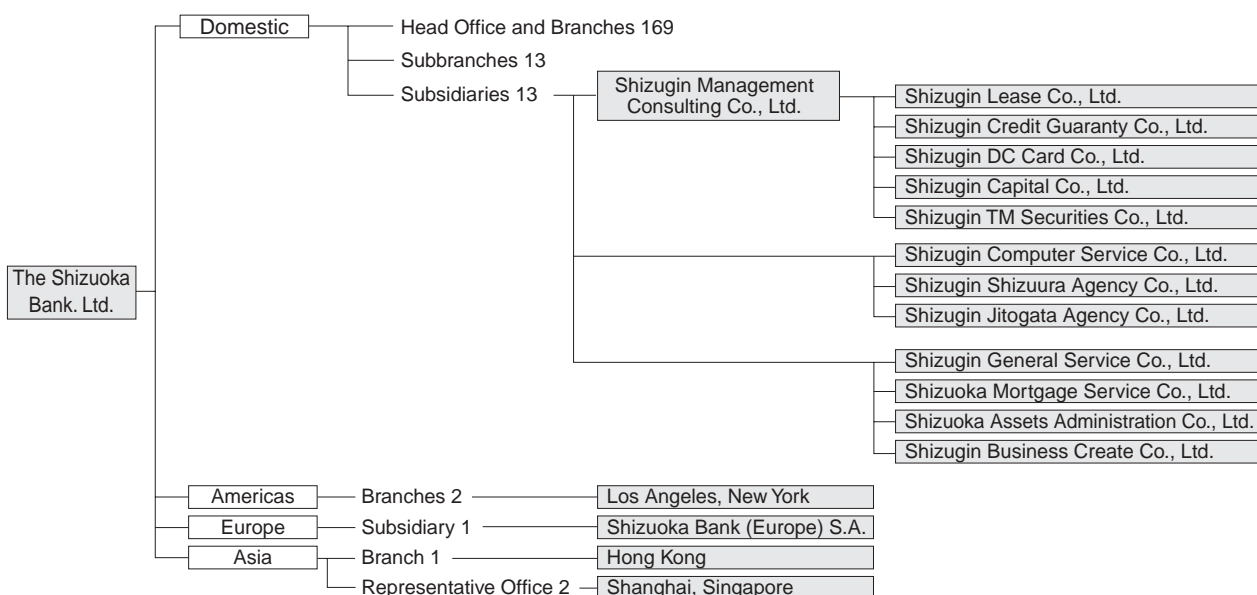 Domestic
Head Office and Branches 169
Subbranches 13
Subsidiaries 13
Shizugin Management
Consulting Co., Ltd.
Shizugin Lease Co., Ltd.
Shizugin Credit Guaranty Co., Ltd.
Shizugin DC Card Co., Ltd.
Shizugin Capital Co., Ltd.
Shizugin TM Securities Co., Ltd.
Shizugin Computer Service Co., Ltd.
Shizugin Shizuura Agency Co., Ltd.
Shizugin Jitogata Agency Co., Ltd.
Shizugin General Service Co., Ltd.
Shizuoka Mortgage Service Co., Ltd.
Shizuoka Assets Administration Co., Ltd.
Shizugin Business Create Co., Ltd.
The Shizuoka
Bank. Ltd.
Americas
Branches 2
Los Angeles, New York
Europe
Subsidiary 1
Shizuoka Bank (Europe) S.A.
Asia
Branch 1
Hong Kong
Representative Office 2
Shanghai, Singapore